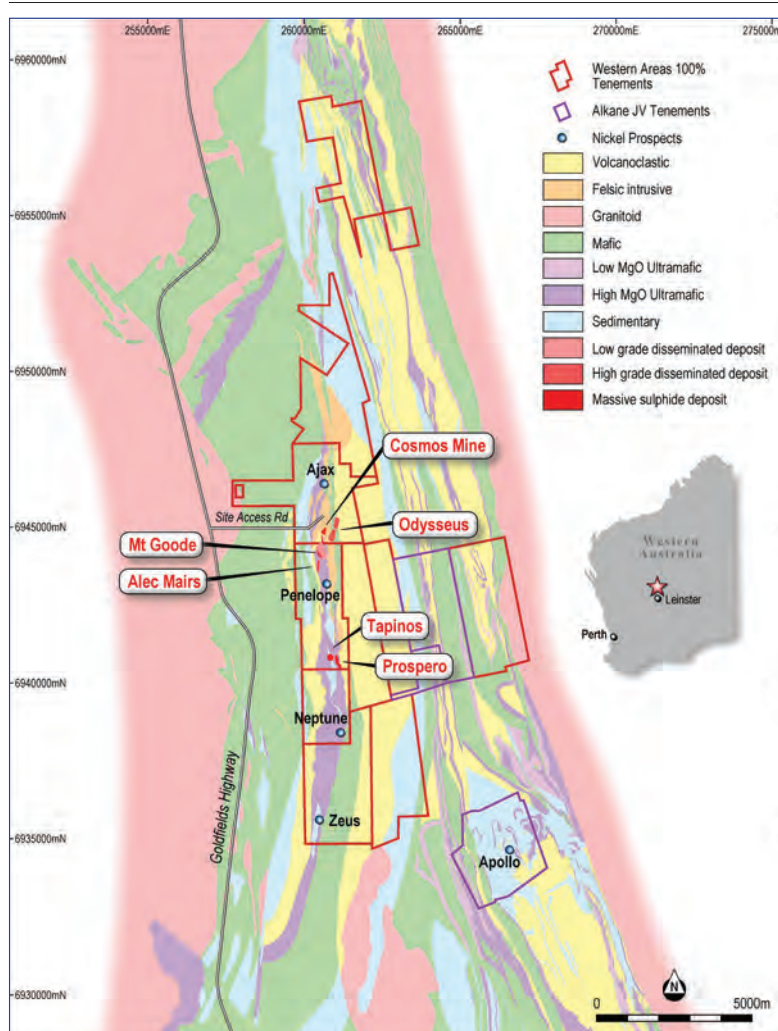 255000mE
260000mE
265000mE
270000mE
275000m
6960000mN
6955000mN
6950000mN
6945000mN
6940000mN
6935000mN
6930000mN
Western Areas 100%
Tenements
Alkane JV Tenements
Nickel Prospects
Volcanoclastic
Felsic intrusive
Granitoid
Mafic
Low MgO Ultramafic
High MgO Ultramafic
Sedimentary
Low grade disseminated deposit
High grade disseminated deposit
Massive sulphide deposit
Cosmos Mine
Ajax
Site Access Rd
Odysseus
Mt Goode
Alec Mairs
Penelope
Tapinos
Prospero
Neptune
Zeus
Apollo
Goldfields Highway
Western
Australia
Leinster
Perth
N
0
5000m